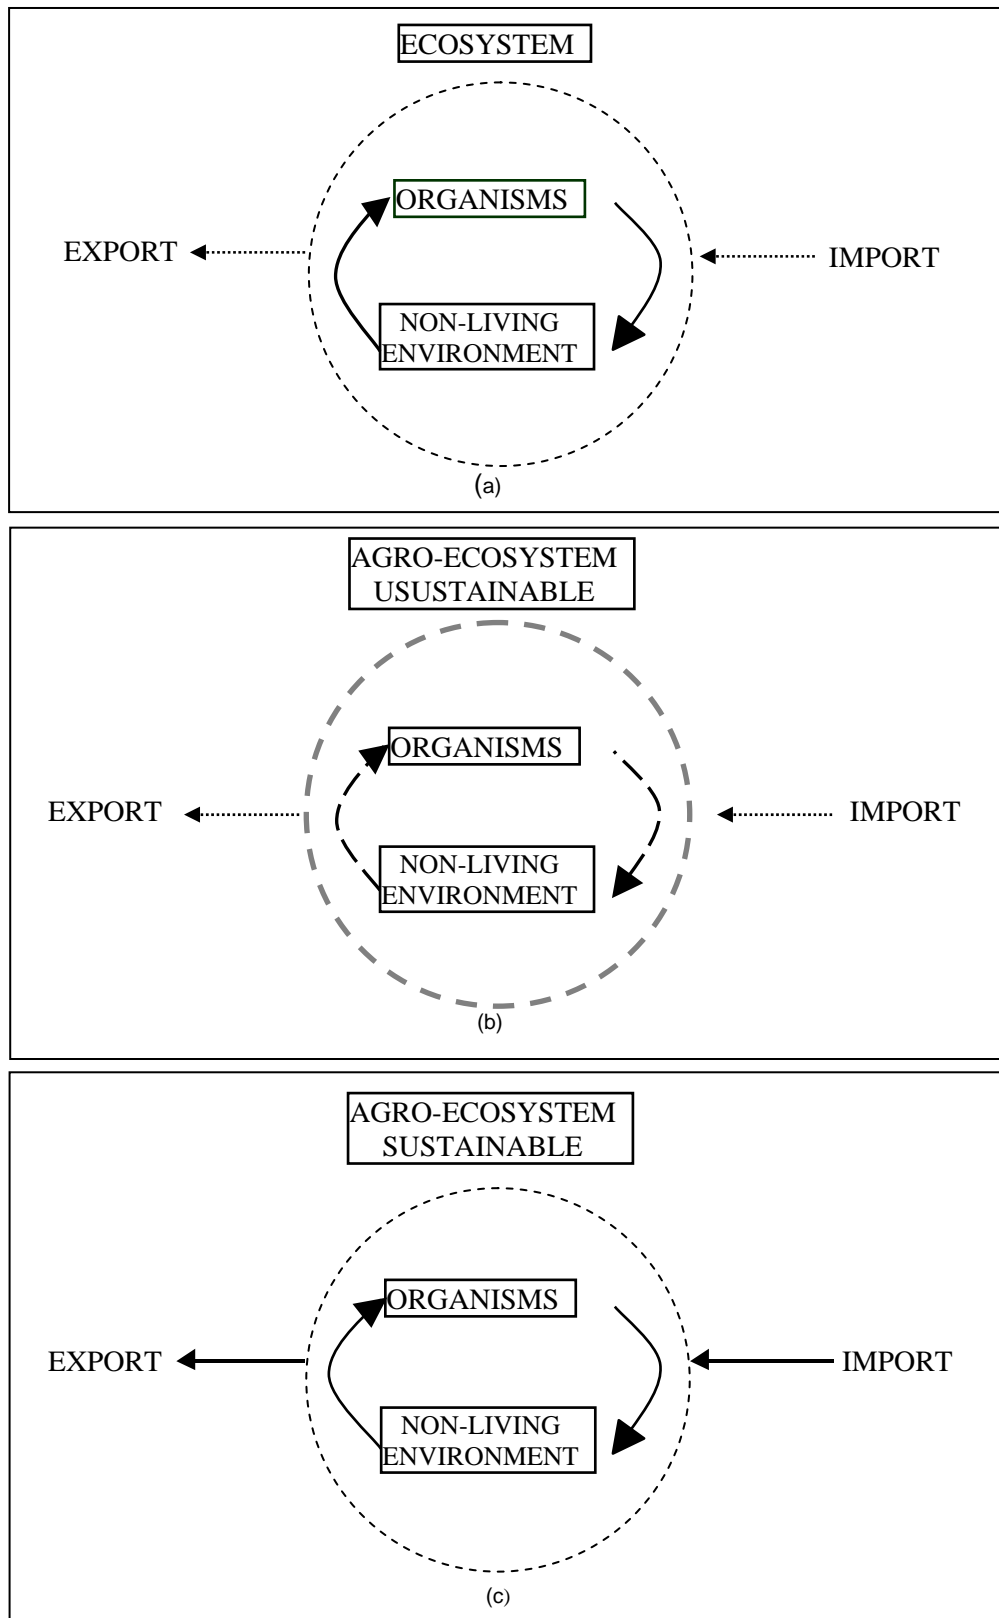 ECOSYSTEM
ORGANISMS
EXPORT
IMPORT
NON-LIVING
ENVIRONMENT
(a)
AGRO-ECOSYSTEM
USUSTAINABLE
ORGANISMS
EXPORT
IMPORT
NON-LIVING
ENVIRONMENT
(b)
AGRO-ECOSYSTEM
SUSTAINABLE
ORGANISMS
EXPORT
IMPORT
NON-LIVING
ENVIRONMENT
(c)